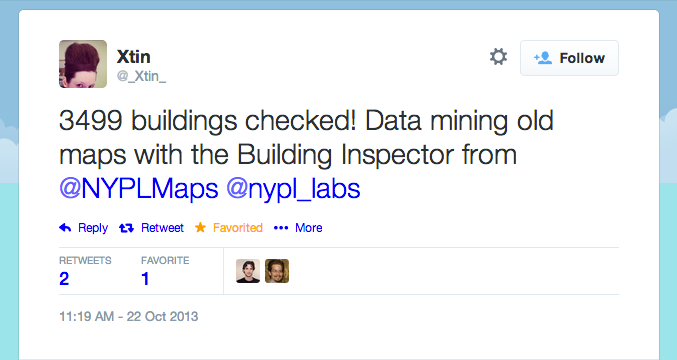 Xtin
@_Xtin_
Follow
3499 buildings checked! Data mining old
maps with the Building Inspector from
@NYPLMaps @nypl_labs
Reply Retweet Favorited More
RETWEETS FAVORITE
2 1
11:19 AM - 22 Oct 2013